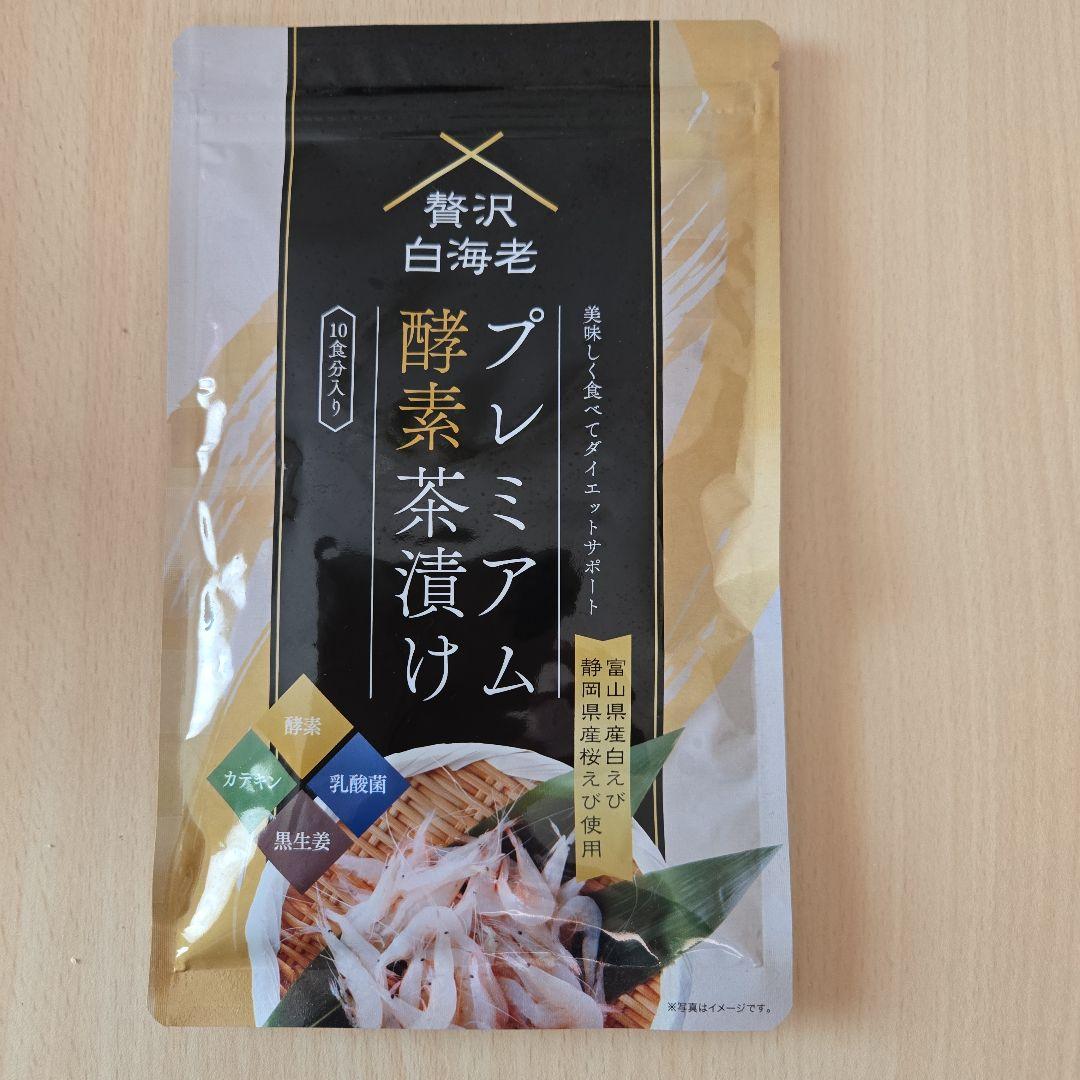 贅沢
白海老
美味しく食べてダイエットサポート
プレミアム
酵素茶漬け
10食分入り
富山県産白えび
静岡県産桜えび使用
酵素
カテキン
乳酸菌
黒生姜
※写真はイメージです。